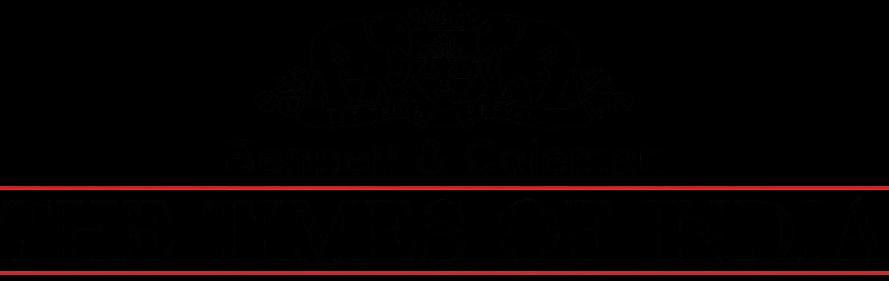 Bennett & Coleman
THE TIMES OF INDIA